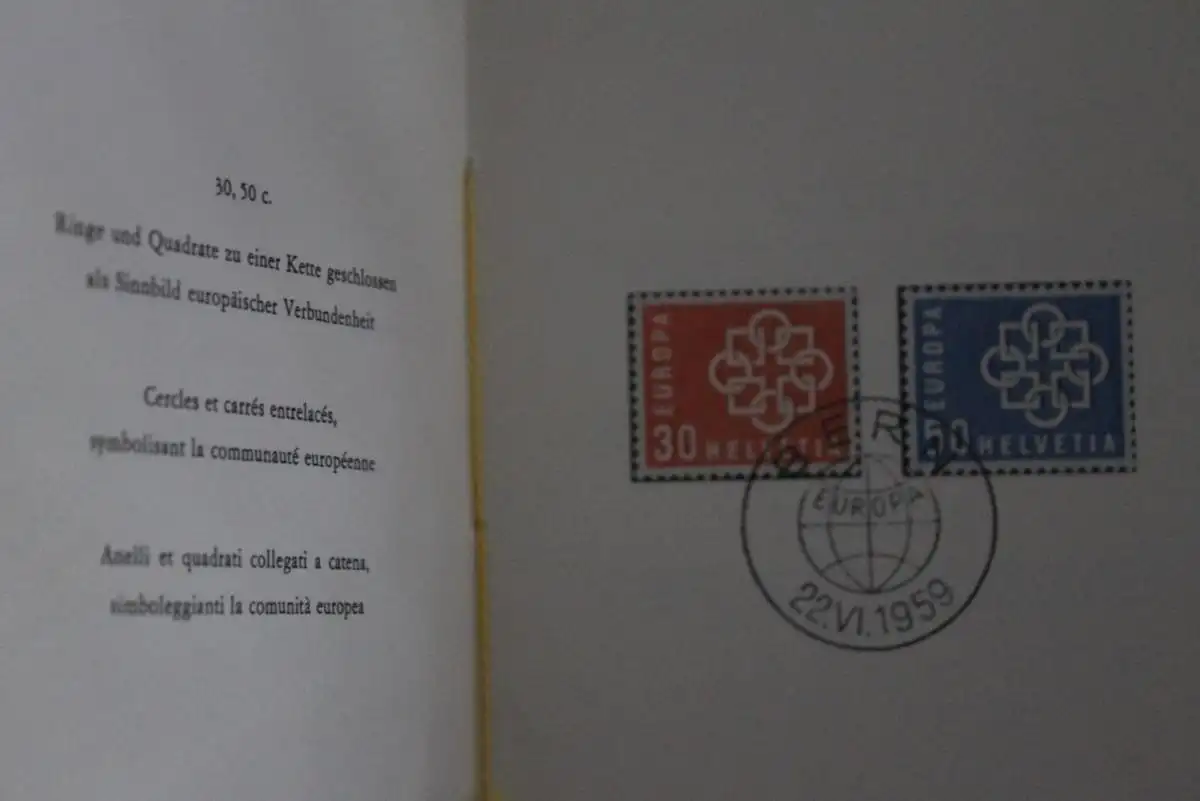 30, 50 c.
Ringe und Quadrate zu einer Kette geschlossen
als Sinnbild europäischer Verbundenheit
Cercles et carrés entrelacés,
symbolisant la communauté européenne
Anelli et quadrati collegati a catena,
simboleggianti la comunità europea
EUROPA
30 HELVETIA
EUROPA
50 HELVETIA
BERN
EUROPA
22.VI.1959